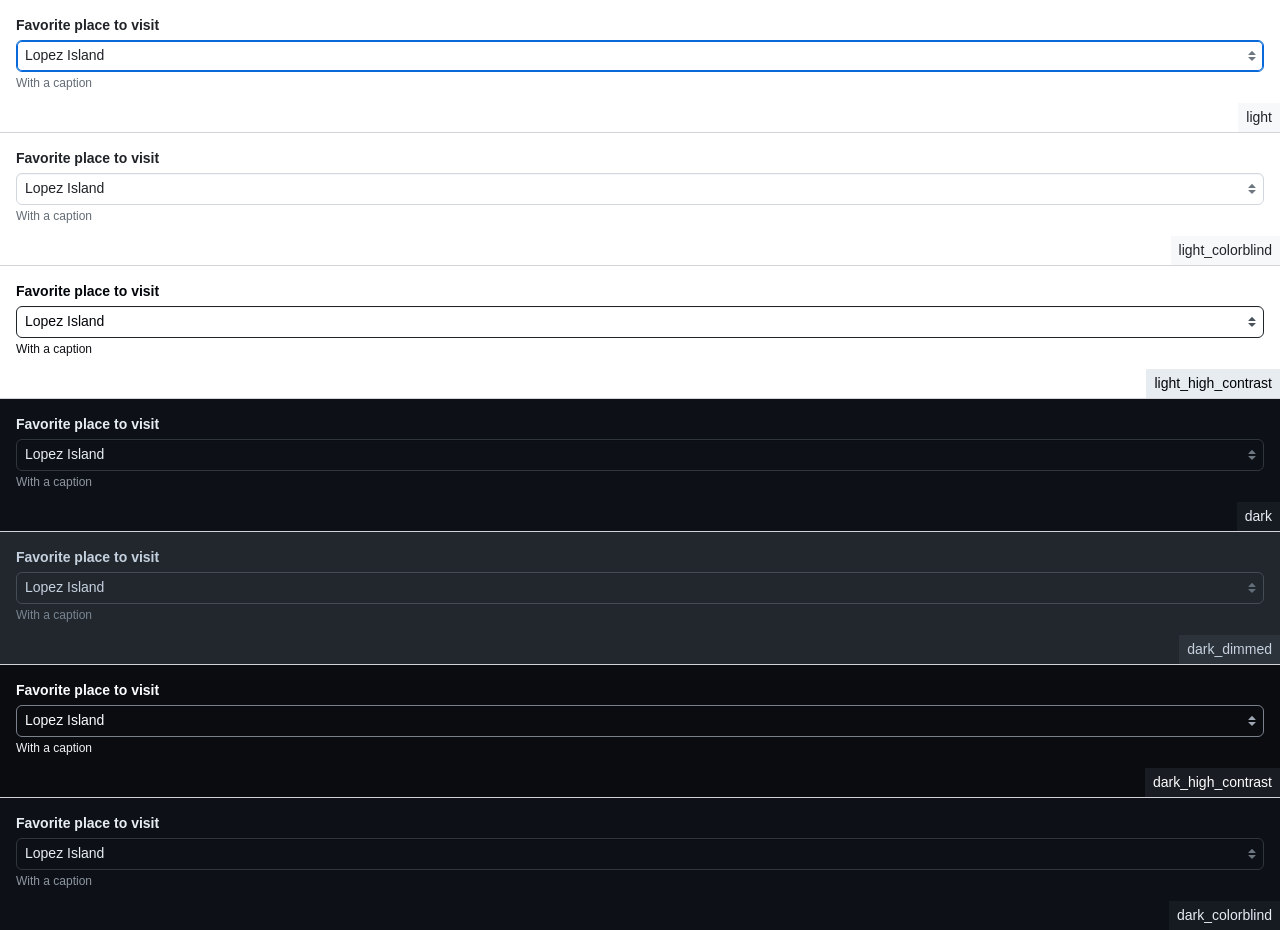 Favorite place to visit
Lopez Island
With a caption
light
Favorite place to visit
Lopez Island
With a caption
light_colorblind
Favorite place to visit
Lopez Island
With a caption
light_high_contrast
Favorite place to visit
Lopez Island
With a caption
dark
Favorite place to visit
Lopez Island
With a caption
dark_dimmed
Favorite place to visit
Lopez Island
With a caption
dark_high_contrast
Favorite place to visit
Lopez Island
With a caption
dark_colorblind